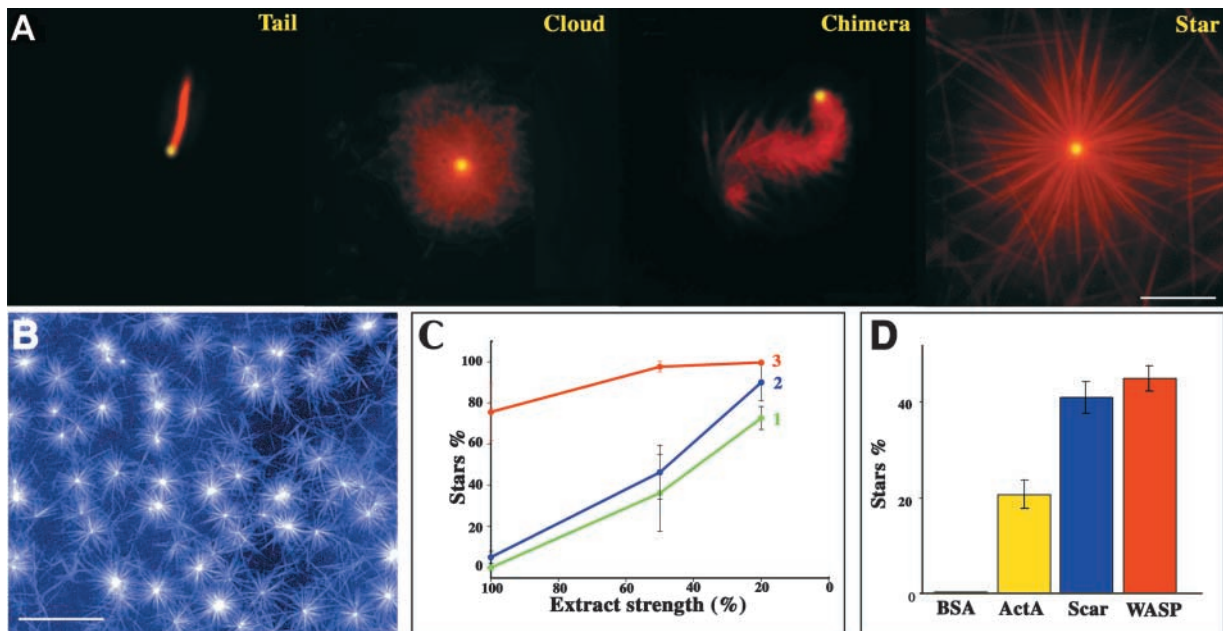 A
Tail
Cloud
Chimera
Star
B
C
100
80
60
40
20
0
Stars %
3
2
1
100
80
60
40
20
0
Extract strength (%)
D
40
20
0
Stars %
BSA
ActA
Scar
WASP